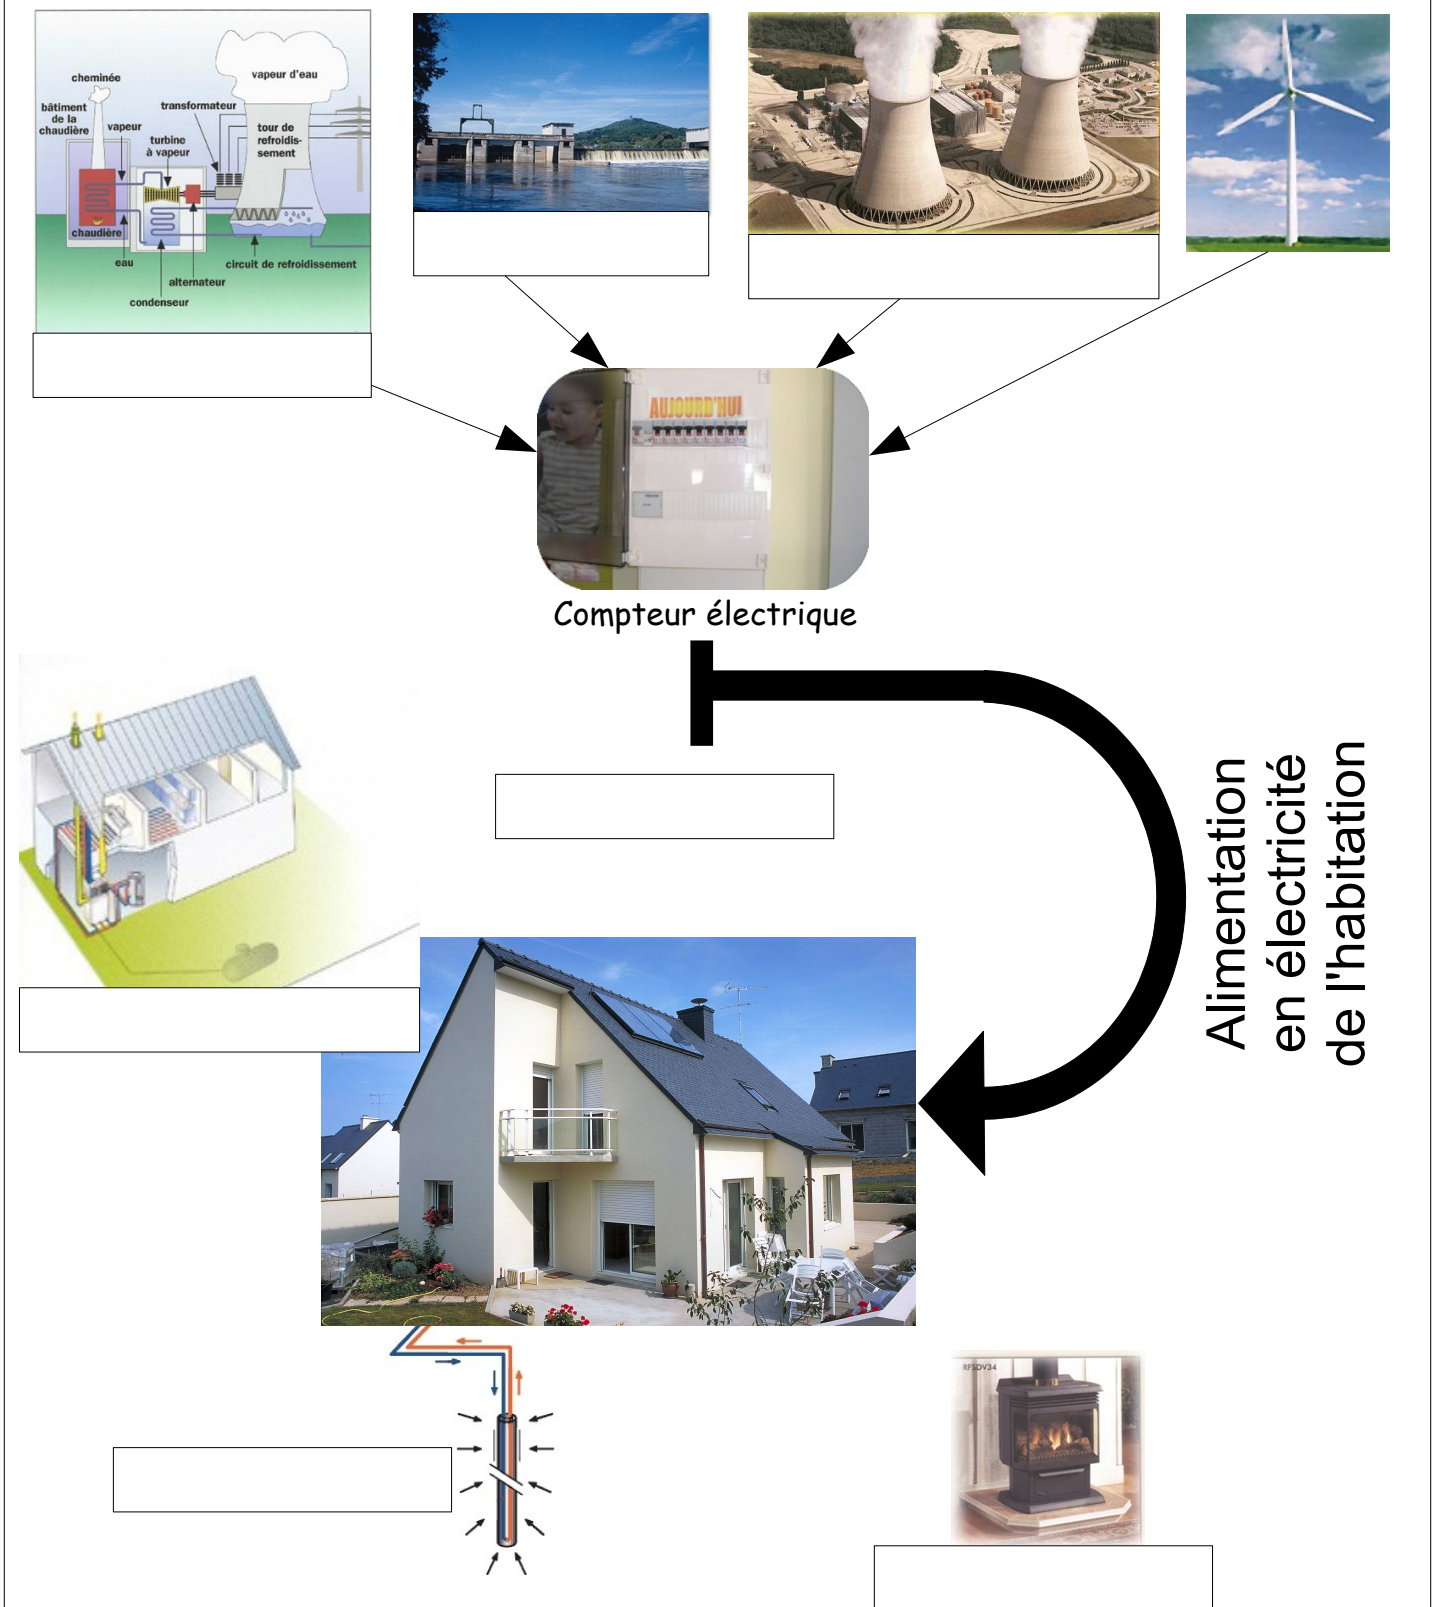 vapeur d'eau
cheminée
bâtiment
de la
chaudière
vapeur
transformateur
turbine
à vapeur
tour de
refroidis-
sement
chaudière
eau
circuit de refroidissement
alternateur
condenseur
AUJOURD'HUI
Compteur électrique
Alimentation
en électricité
de l'habitation
RFSDV34